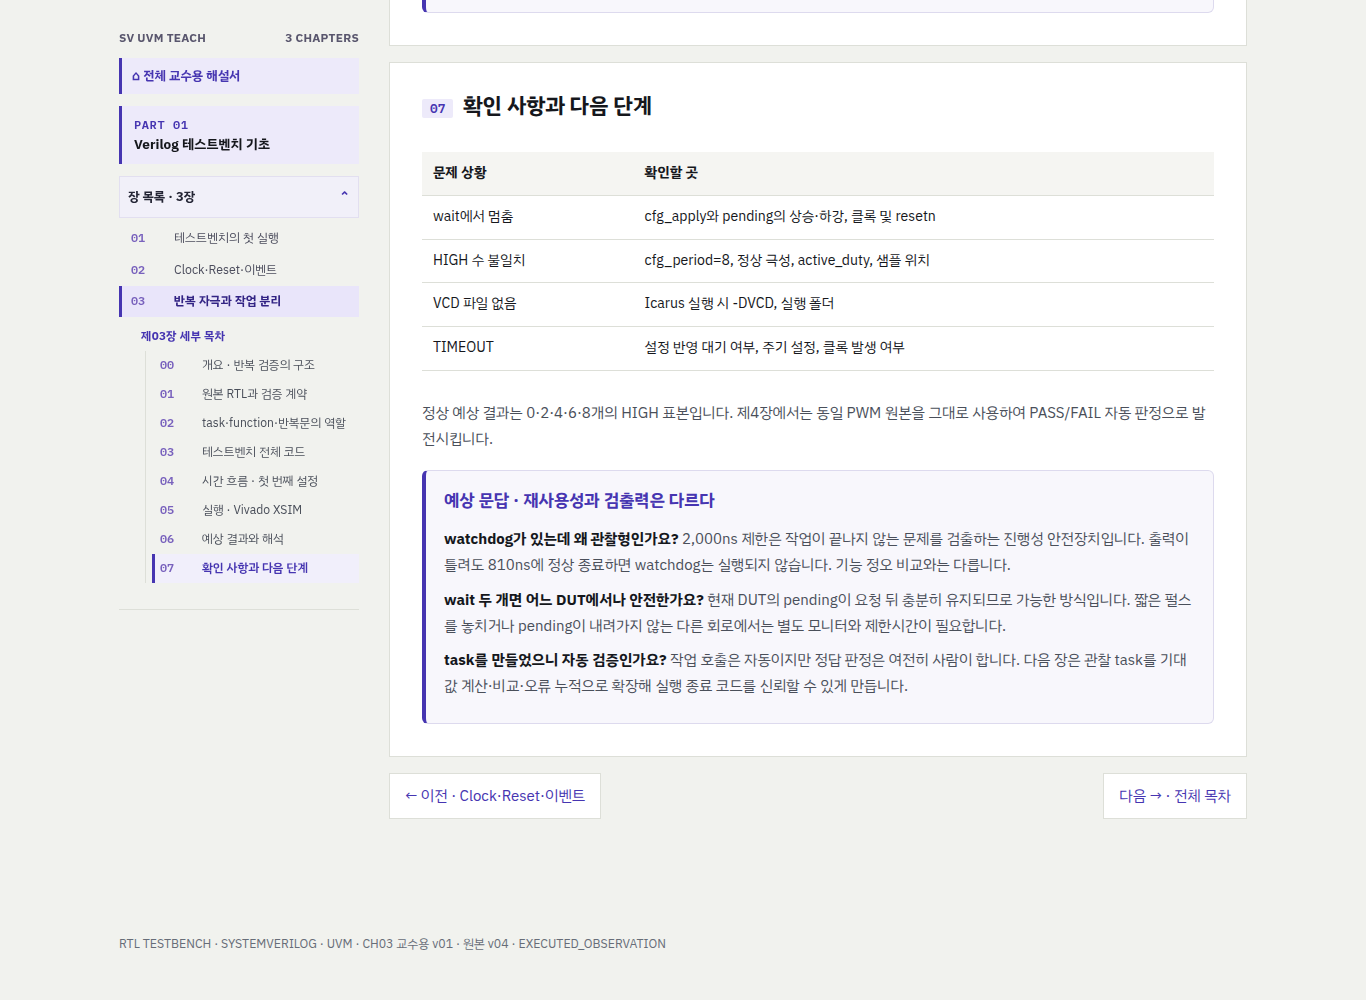 SV UVM TEACH
3 CHAPTERS
⌂ 전체 교수용 해설서
PART 01
Verilog 테스트벤치 기초
장 목록 · 3장
01 테스트벤치의 첫 실행
02 Clock·Reset·이벤트
03 반복 자극과 작업 분리
제03장 세부 목차
00 개요 · 반복 검증의 구조
01 원본 RTL과 검증 계약
02 task·function·반복문의 역할
03 테스트벤치 전체 코드
04 시간 흐름 · 첫 번째 설정
05 실행 · Vivado XSIM
06 예상 결과와 해석
07 확인 사항과 다음 단계
07 확인 사항과 다음 단계
문제 상황 확인할 곳
wait에서 멈춤 cfg_apply와 pending의 상승·하강, 클록 및 resetn
HIGH 수 불일치 cfg_period=8, 정상 극성, active_duty, 샘플 위치
VCD 파일 없음 Icarus 실행 시 -DVCD, 실행 폴더
TIMEOUT 설정 반영 대기 여부, 주기 설정, 클록 발생 여부
정상 예상 결과는 0·2·4·6·8개의 HIGH 표본입니다. 제4장에서는 동일 PWM 원본을 그대로 사용하여 PASS/FAIL 자동 판정으로 발
전시킵니다.
예상 문답 · 재사용성과 검출력은 다르다
watchdog가 있는데 왜 관찰형인가요? 2,000ns 제한은 작업이 끝나지 않는 문제를 검출하는 진행성 안전장치입니다. 출력이
틀려도 810ns에 정상 종료하면 watchdog는 실행되지 않습니다. 기능 정오 비교와는 다릅니다.
wait 두 개면 어느 DUT에서나 안전한가요? 현재 DUT의 pending이 요청 뒤 충분히 유지되므로 가능한 방식입니다. 짧은 펄스
를 놓치거나 pending이 내려가지 않는 다른 회로에서는 별도 모니터와 제한시간이 필요합니다.
task를 만들었으니 자동 검증인가요? 작업 호출은 자동이지만 정답 판정은 여전히 사람이 합니다. 다음 장은 관찰 task를 기대
값 계산·비교·오류 누적으로 확장해 실행 종료 코드를 신뢰할 수 있게 만듭니다.
← 이전 · Clock·Reset·이벤트
다음 → · 전체 목차
RTL TESTBENCH · SYSTEMVERILOG · UVM · CH03 교수용 v01 · 원본 v04 · EXECUTED_OBSERVATION